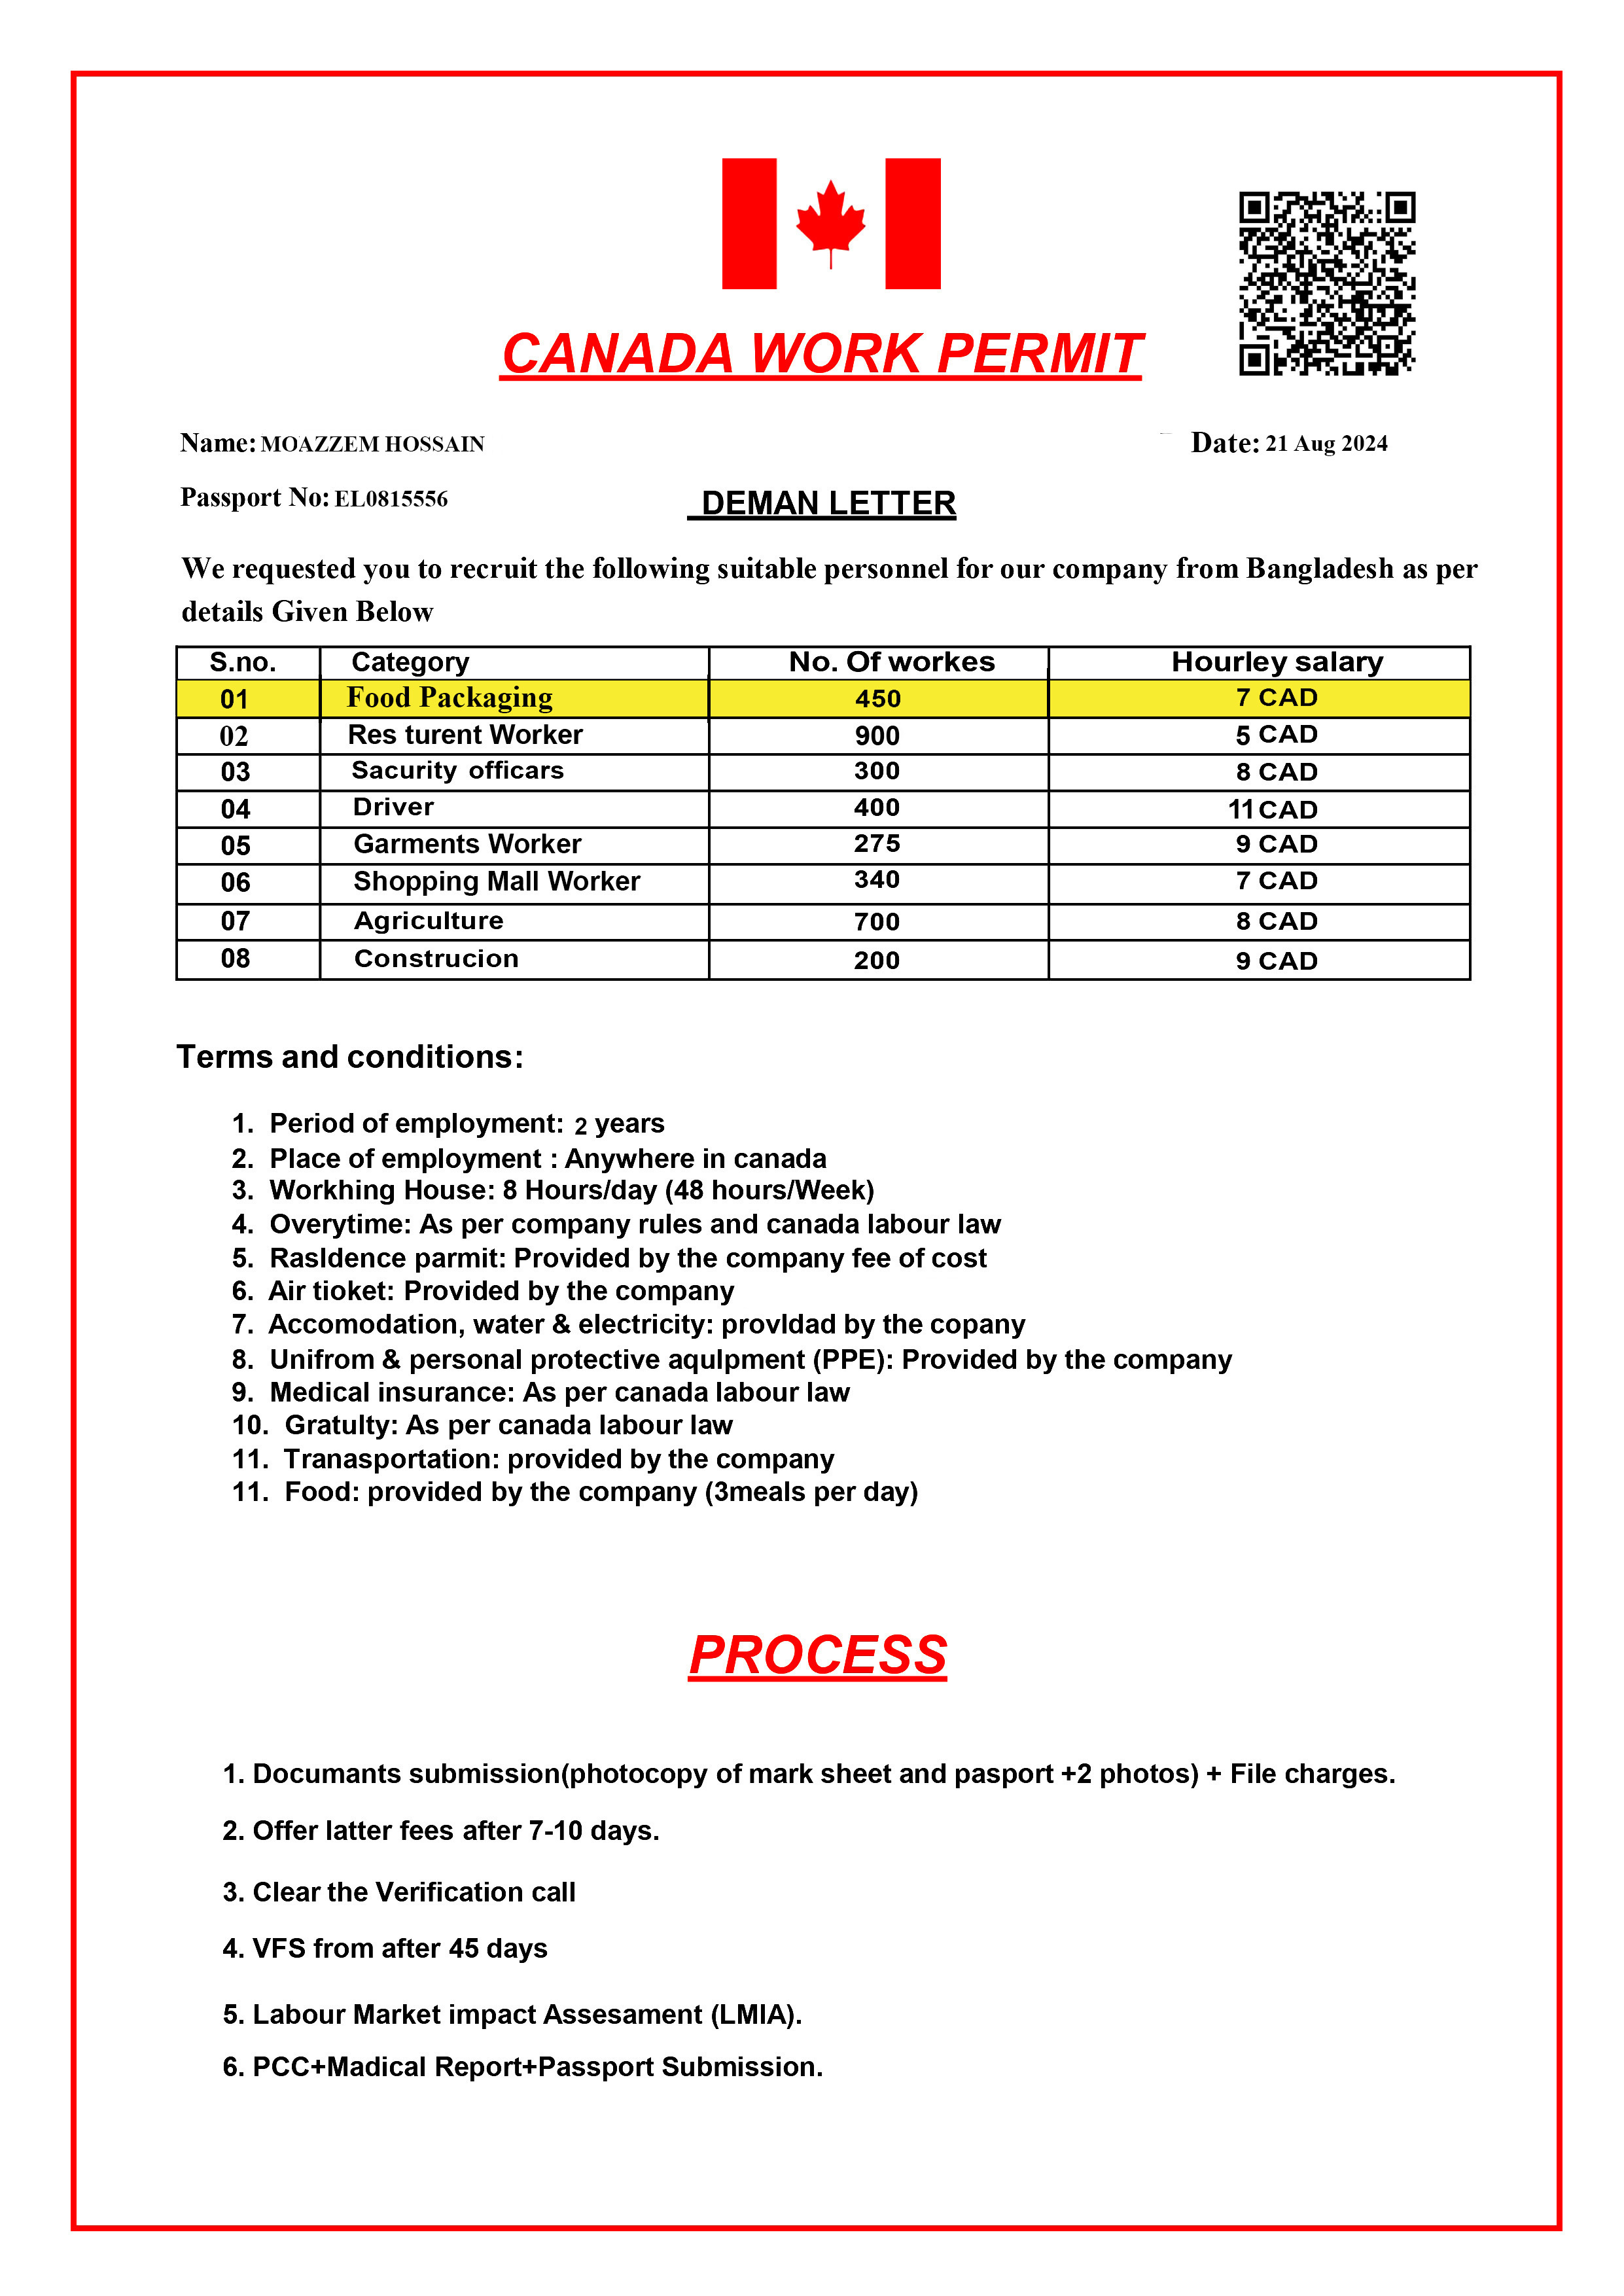 CANADA WORK PERMIT
Name: MOAZZEM HOSSAIN
Date: 21 Aug 2024
Passport No: EL0815556
DEMAN LETTER
We requested you to recruit the following suitable personnel for our company from Bangladesh as per
details Given Below
S.no. Category No. Of workes Hourley salary
01 Food Packaging 450 7 CAD
02 Res turent Worker 900 5 CAD
03 Sacurity officars 300 8 CAD
04 Driver 400 11 CAD
05 Garments Worker 275 9 CAD
06 Shopping Mall Worker 340 7 CAD
07 Agriculture 700 8 CAD
08 Construcion 200 9 CAD
Terms and conditions:
1. Period of employment: 2 years
2. Place of employment : Anywhere in canada
3. Workhing House: 8 Hours/day (48 hours/Week)
4. Overytime: As per company rules and canada labour law
5. Rasldence parmit: Provided by the company fee of cost
6. Air tioket: Provided by the company
7. Accomodation, water & electricity: provldad by the copany
8. Unifrom & personal protective aqulpment (PPE): Provided by the company
9. Medical insurance: As per canada labour law
10. Gratulty: As per canada labour law
11. Tranasportation: provided by the company
11. Food: provided by the company (3meals per day)
PROCESS
1. Documants submission(photocopy of mark sheet and pasport +2 photos) + File charges.
2. Offer latter fees after 7-10 days.
3. Clear the Verification call
4. VFS from after 45 days
5. Labour Market impact Assesament (LMIA).
6. PCC+Madical Report+Passport Submission.